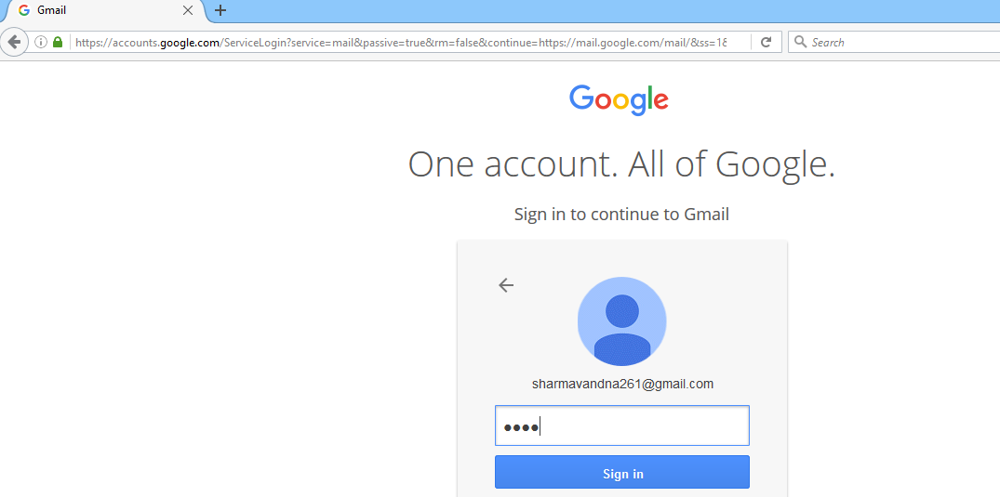 Gmail
https://accounts.google.com/ServiceLogin?service=mail&passive=true&rm=false&continue=https://mail.google.com/mail/&ss=1&
Search
Google
One account. All of Google.
Sign in to continue to Gmail
sharmavandna261@gmail.com
••••
Sign in